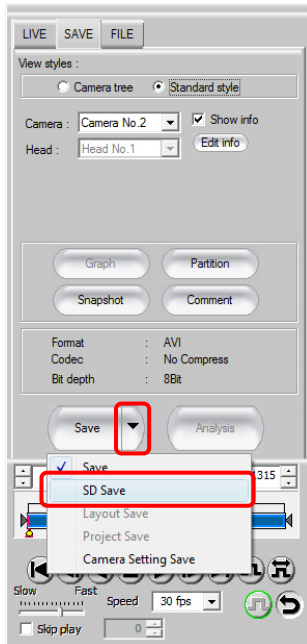 LIVE SAVE FILE
View styles :
Camera tree Standard style
Camera : Camera No.2 Show info
Head : Head No.1 Edit info
Graph Partition
Snapshot Comment
Format : AVI
Codec : No Compress
Bit depth : 8Bit
Save Analysis
Save
1315
SD Save
Layout Save
Project Save
Camera Setting Save
Slow Fast Speed 30 fps
Skip play 0